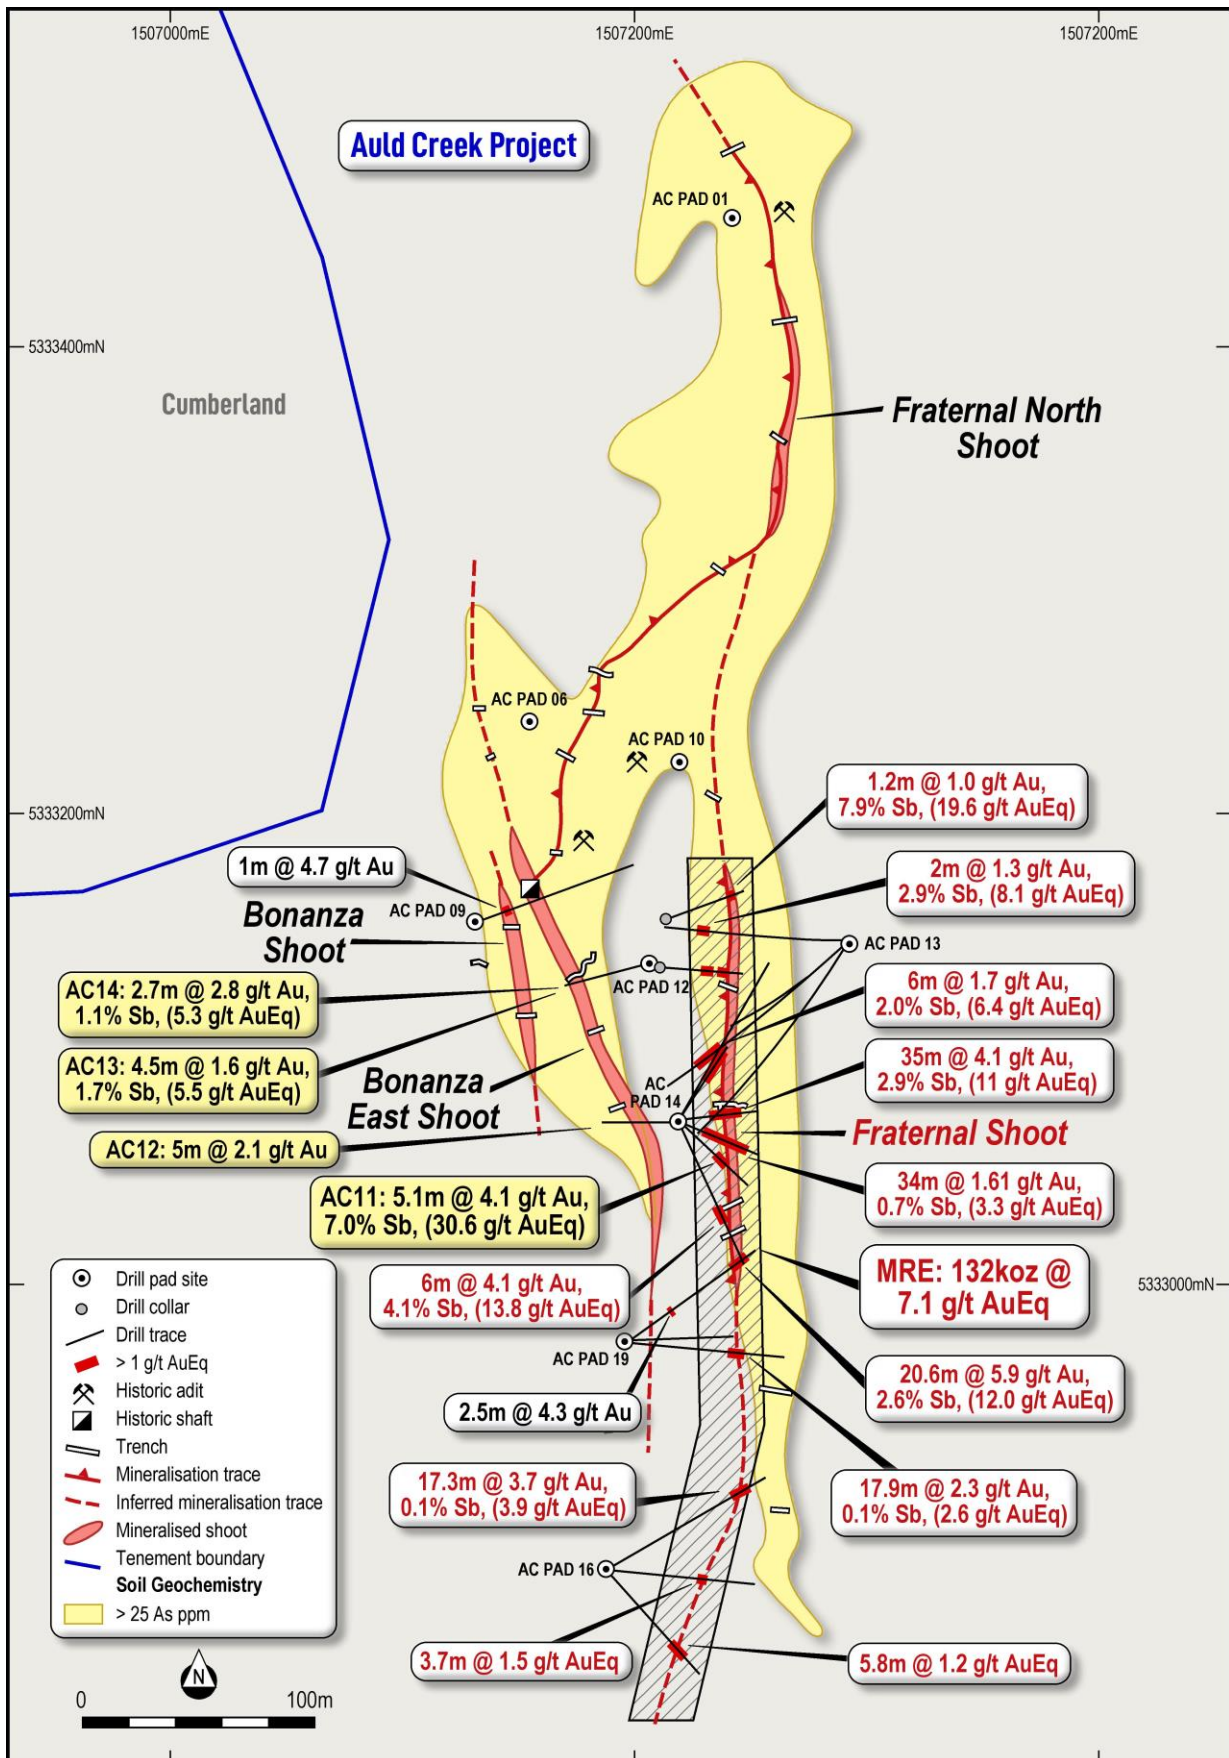 1507000mE
1507200mE
1507200mE
Auld Creek Project
AC PAD 01
5333400mN
Cumberland
Fraternal North
Shoot
AC PAD 06
AC PAD 10
5333200mN
1.2m @ 1.0 g/t Au,
7.9% Sb, (19.6 g/t AuEq)
1m @ 4.7 g/t Au
2m @ 1.3 g/t Au,
2.9% Sb, (8.1 g/t AuEq)
AC PAD 09
Bonanza
Shoot
AC PAD 13
AC PAD 12
AC14: 2.7m @ 2.8 g/t Au,
1.1% Sb, (5.3 g/t AuEq)
6m @ 1.7 g/t Au,
2.0% Sb, (6.4 g/t AuEq)
AC13: 4.5m @ 1.6 g/t Au,
1.7% Sb, (5.5 g/t AuEq)
35m @ 4.1 g/t Au,
2.9% Sb, (11 g/t AuEq)
Bonanza
East Shoot
AC
PAD 14
Fraternal Shoot
AC12: 5m @ 2.1 g/t Au
AC11: 5.1m @ 4.1 g/t Au,
7.0% Sb, (30.6 g/t AuEq)
34m @ 1.61 g/t Au,
0.7% Sb, (3.3 g/t AuEq)
MRE: 132koz @
7.1 g/t AuEq
5333000mN
6m @ 4.1 g/t Au,
4.1% Sb, (13.8 g/t AuEq)
AC PAD 19
20.6m @ 5.9 g/t Au,
2.6% Sb, (12.0 g/t AuEq)
2.5m @ 4.3 g/t Au
17.3m @ 3.7 g/t Au,
0.1% Sb, (3.9 g/t AuEq)
17.9m @ 2.3 g/t Au,
0.1% Sb, (2.6 g/t AuEq)
AC PAD 16
3.7m @ 1.5 g/t AuEq
5.8m @ 1.2 g/t AuEq
Drill pad site
Drill collar
Drill trace
> 1 g/t AuEq
Historic adit
Historic shaft
Trench
Mineralisation trace
Inferred mineralisation trace
Mineralised shoot
Tenement boundary
Soil Geochemistry
> 25 As ppm
N
0
100m